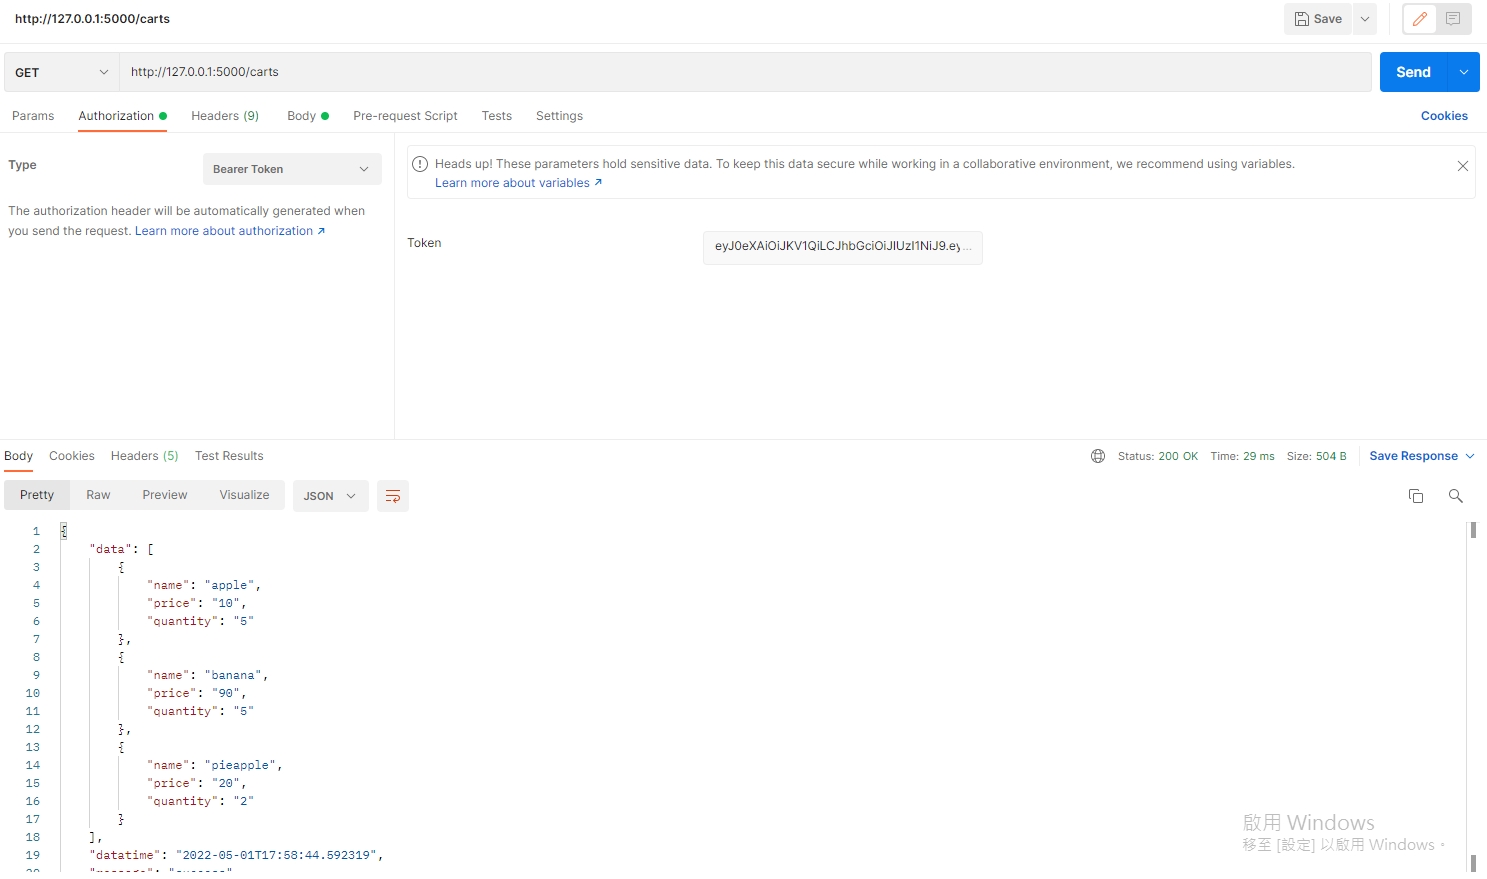 http://127.0.0.1:5000/carts
Save
GET
http://127.0.0.1:5000/carts
Send
Params Authorization Headers (9) Body Pre-request Script Tests Settings Cookies
Type
Bearer Token
Heads up! These parameters hold sensitive data. To keep this data secure while working in a collaborative environment, we recommend using variables.
Learn more about variables ↗
The authorization header will be automatically generated when
you send the request. Learn more about authorization ↗
Token
eyJ0eXAiOiJKV1QiLCJhbGciOiJIUzI1NiJ9.ey...
Body Cookies Headers (5) Test Results Status: 200 OK Time: 29 ms Size: 504 B Save Response
Pretty Raw Preview Visualize JSON
1 {
2 "data": [
3 {
4 "name": "apple",
5 "price": "10",
6 "quantity": "5"
7 },
8 {
9 "name": "banana",
10 "price": "90",
11 "quantity": "5"
12 },
13 {
14 "name": "pieapple",
15 "price": "20",
16 "quantity": "2"
17 }
18 ],
19 "datatime": "2022-05-01T17:58:44.592319",
啟用 Windows
移至 [設定] 以啟用 Windows。